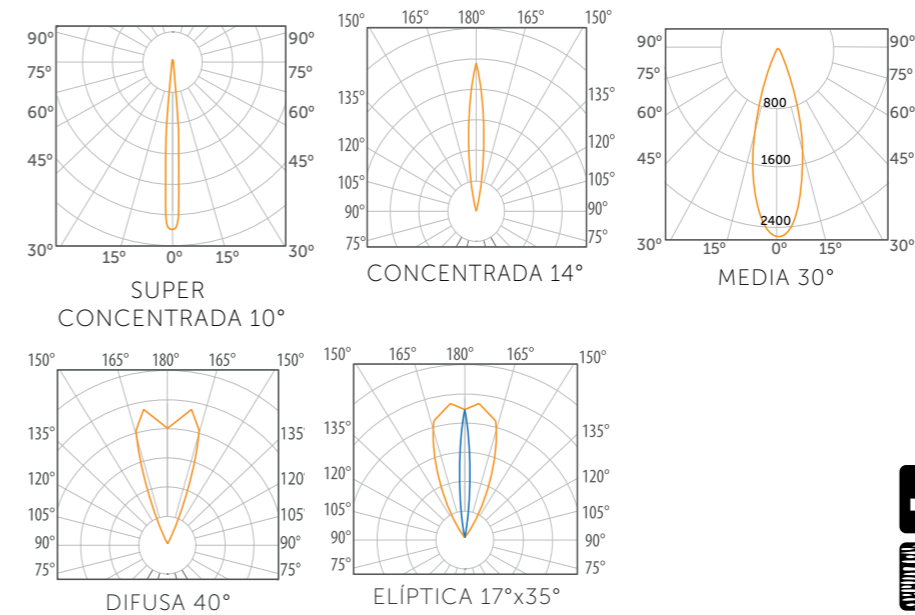 90° 90°
75° 75°
60° 60°
45° 45°
30° 15° 0° 15° 30°
SUPER
CONCENTRADA 10°
150° 165° 180° 165° 150°
135° 135°
120° 120°
105° 105°
90° 90°
75° 75°
CONCENTRADA 14°
90° 90°
75° 75°
60° 60°
45° 45°
800
1600
2400
30° 15° 0° 15° 30°
MEDIA 30°
150° 165° 180° 165° 150°
135° 135
120° 120
105° 105
90° 90°
75° 75°
DIFUSA 40°
150° 165° 180° 165° 150°
135° 135°
120° 120°
105° 105°
90° 90°
75° 75°
ELÍPTICA 17°x35°